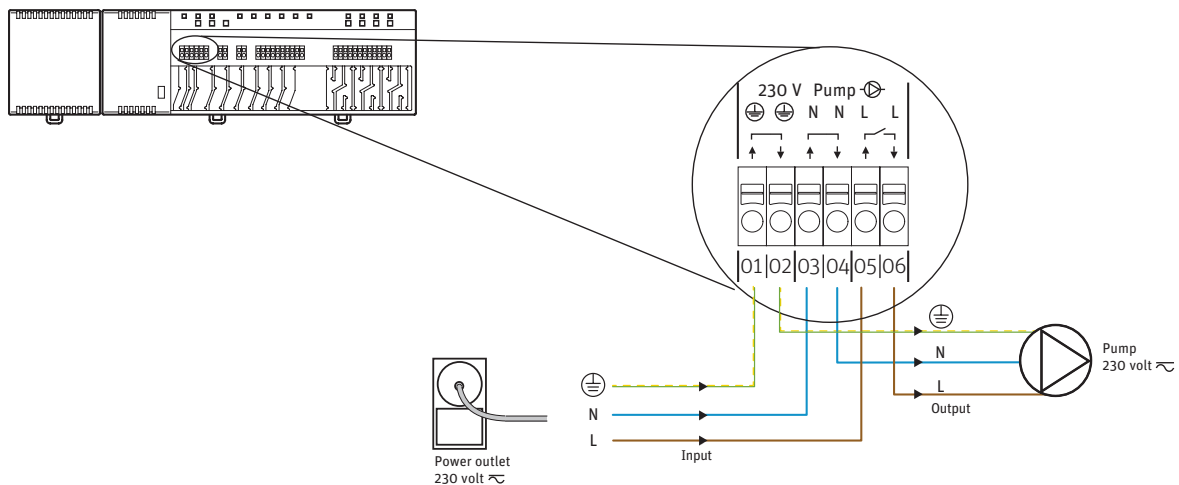 230 V Pump
N N L L
01 02 03 04 05 06
N
L
Output
Pump
230 volt
N
L
Input
Power outlet
230 volt